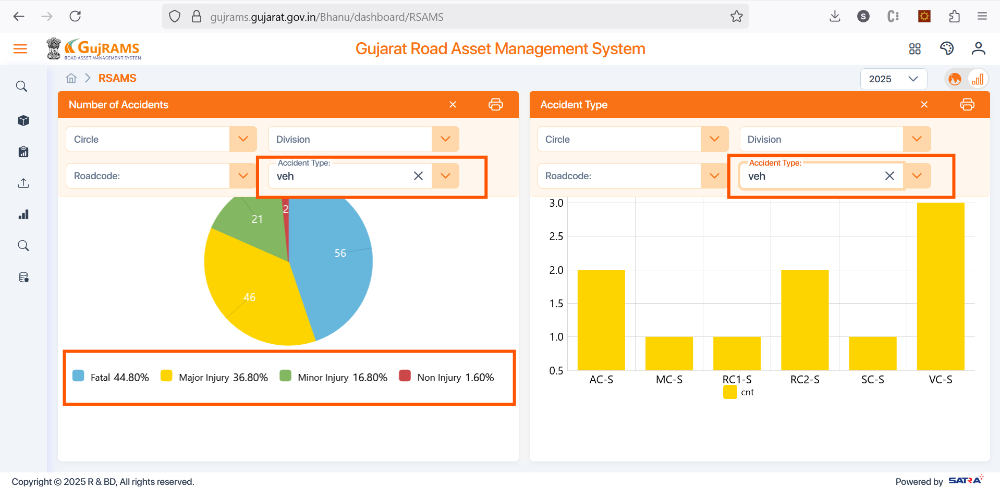 gujrams.gujarat.gov.in/Bhanu/dashboard/RSAMS
S
GUJRAMS
ROAD ASSET MANAGEMENT SYSTEM
Gujarat Road Asset Management System
RSAMS
2025
Number of Accidents
Circle
Division
Roadcode:
Accident Type:
veh
2
21
56
46
Fatal 44.80% Major Injury 36.80% Minor Injury 16.80% Non Injury 1.60%
Accident Type
Circle
Division
Roadcode:
Accident Type:
veh
3.0
2.5
2.0
1.5
1.0
0.5
AC-S MC-S RC1-S RC2-S SC-S VC-S
cnt
Copyright © 2025 R & BD, All rights reserved.
Powered by SATRA